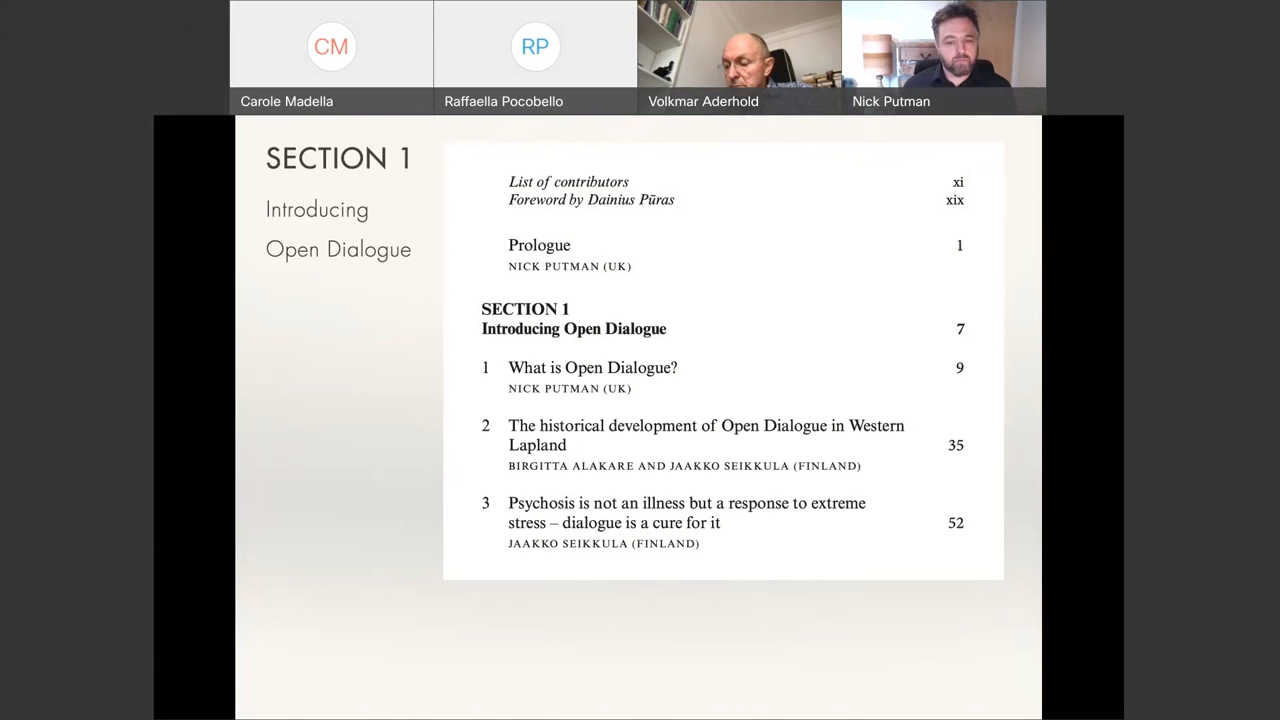 CM
RP
Carole Madella
Raffaella Pocobello
Volkmar Aderhold
Nick Putman
SECTION 1
Introducing
Open Dialogue
List of contributors xi
Foreword by Dainius Pūras xix
Prologue 1
NICK PUTMAN (UK)
SECTION 1
Introducing Open Dialogue 7
1 What is Open Dialogue? 9
NICK PUTMAN (UK)
2 The historical development of Open Dialogue in Western
Lapland 35
BIRGITTA ALAKARE AND JAAKKO SEIKKULA (FINLAND)
3 Psychosis is not an illness but a response to extreme
stress – dialogue is a cure for it 52
JAAKKO SEIKKULA (FINLAND)